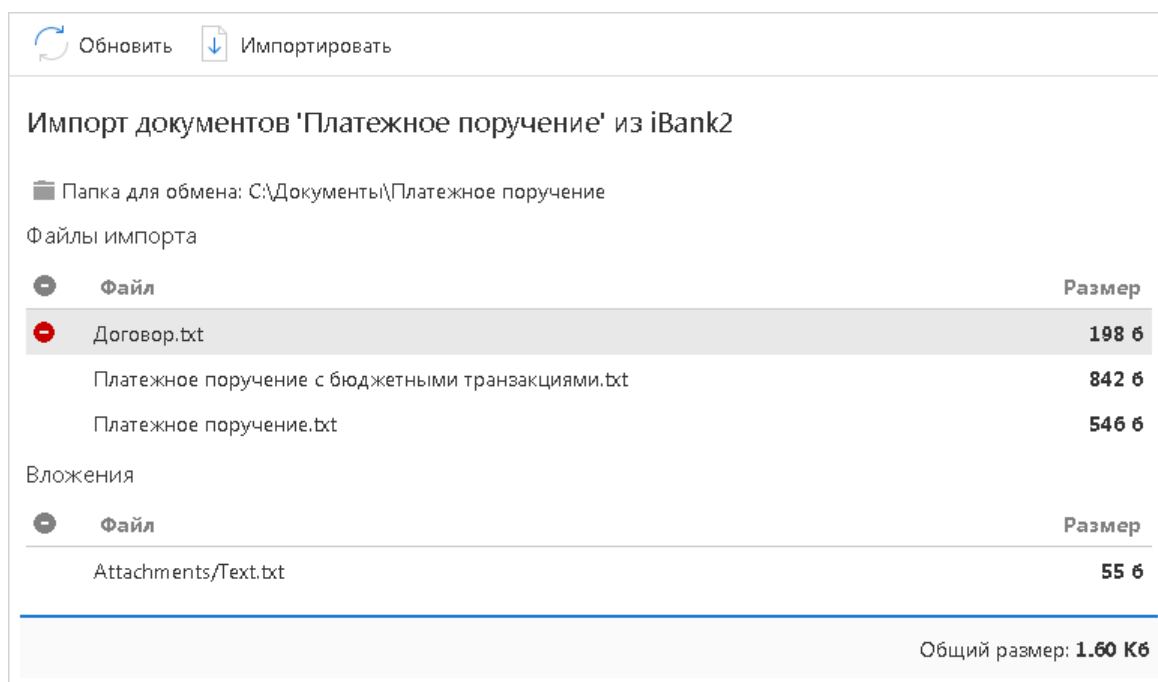 Обновить Импортировать
Импорт документов 'Платежное поручение' из iBank2
Папка для обмена: C:\Документы\Платежное поручение
Файлы импорта
Файл Размер
Договор.txt 198 б
Платежное поручение с бюджетными транзакциями.txt 842 б
Платежное поручение.txt 546 б
Вложения
Файл Размер
Attachments/Text.txt 55 б
Общий размер: 1.60 Кб